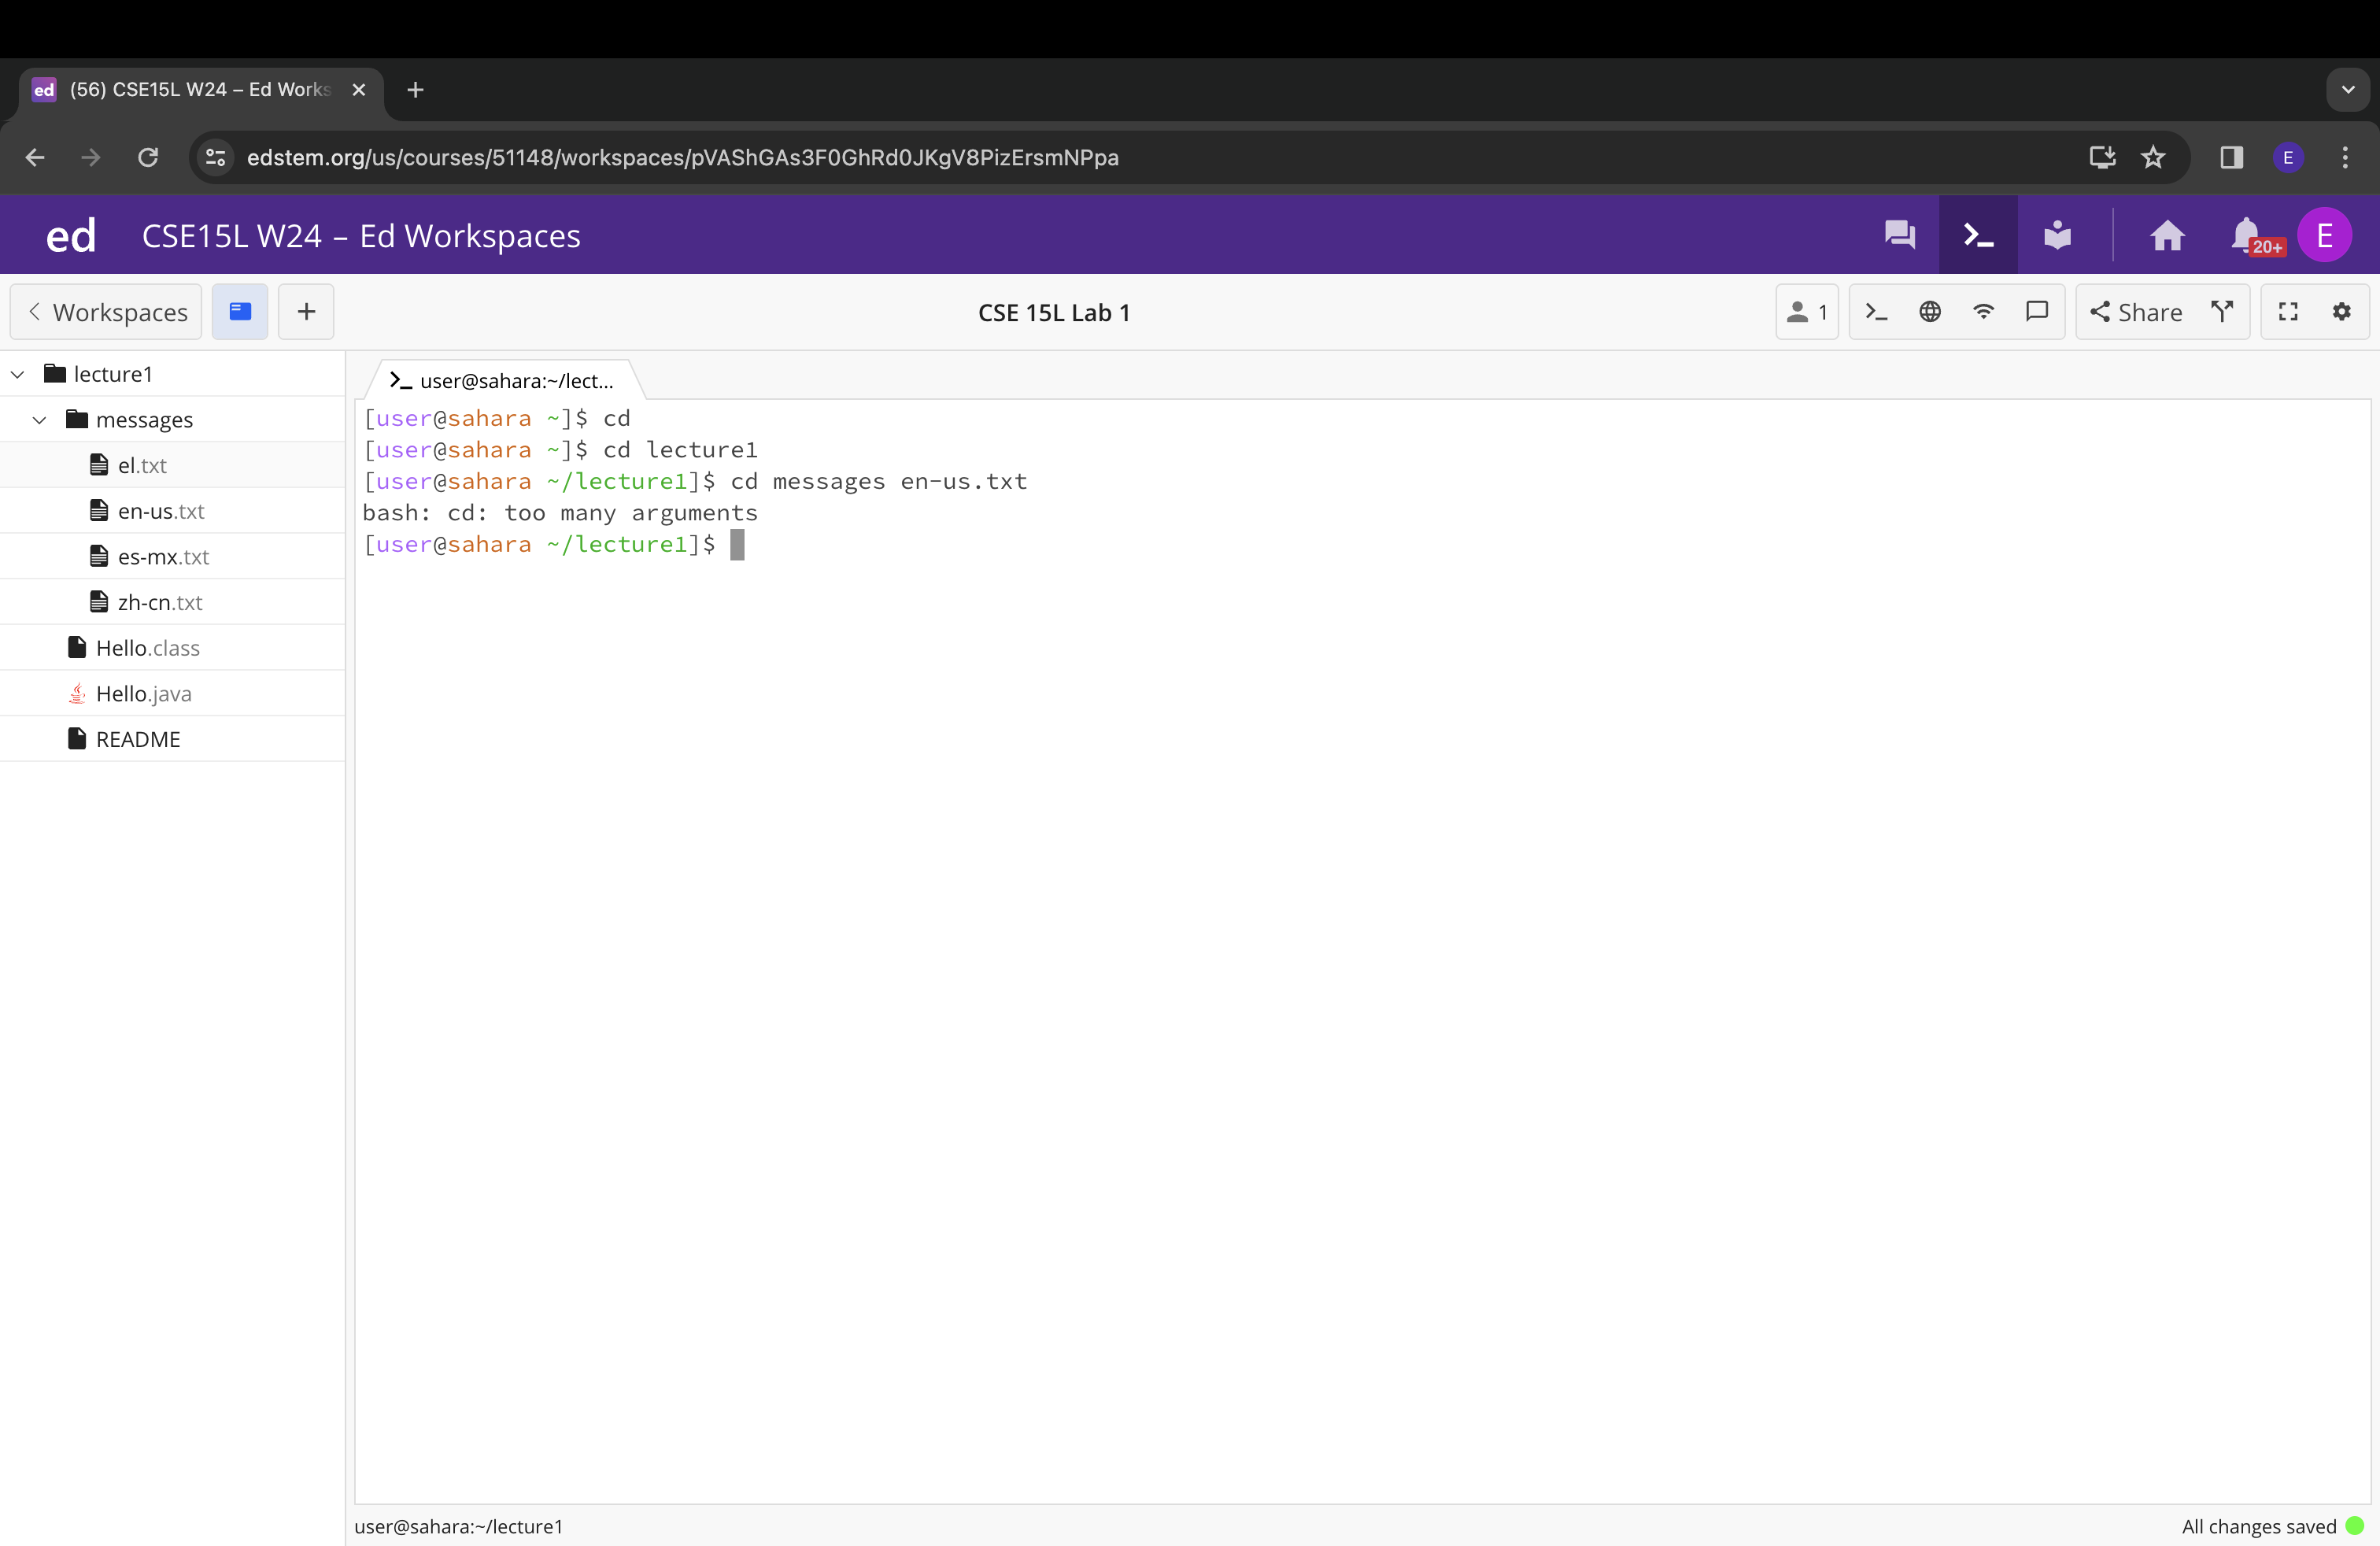 ed (56) CSE15L W24 – Ed Works
edstem.org/us/courses/51148/workspaces/pVAShGAs3F0GhRd0JKgV8PizErsmNPpa
E
ed CSE15L W24 – Ed Workspaces
20+
E
Workspaces
CSE 15L Lab 1
1
Share
lecture1
messages
el.txt
en-us.txt
es-mx.txt
zh-cn.txt
Hello.class
Hello.java
README
user@sahara:~/lect...
[user@sahara ~]$ cd
[user@sahara ~]$ cd lecture1
[user@sahara ~/lecture1]$ cd messages en-us.txt
bash: cd: too many arguments
[user@sahara ~/lecture1]$
user@sahara:~/lecture1
All changes saved